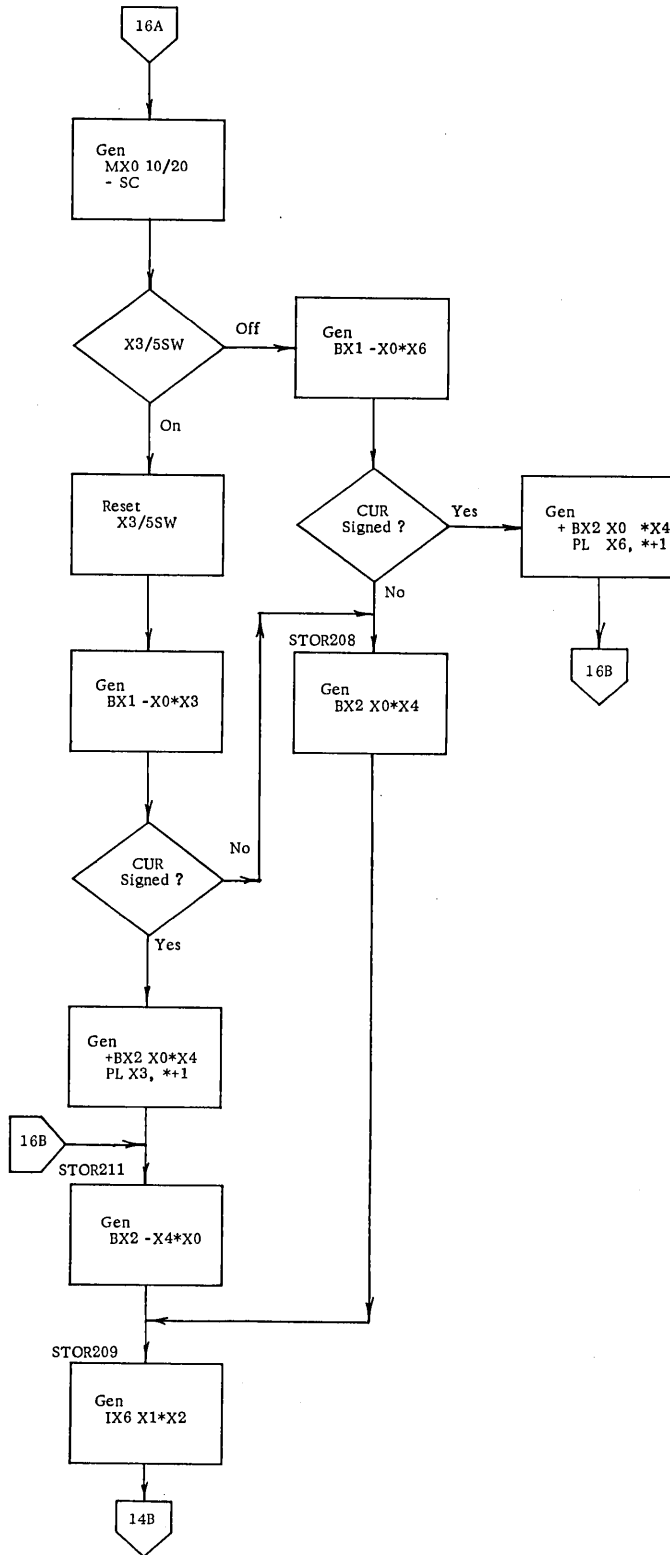 16A
Gen
MX0 10/20
- SC
X3/5SW
Off
On
Gen
BX1 -X0*X6
Reset
X3/5SW
CUR
Signed ?
Yes
No
Gen
+ BX2 X0 *X4
PL X6, *+1
16B
STOR208
Gen
BX2 X0*X4
Gen
BX1 -X0*X3
CUR
Signed ?
No
Yes
Gen
+BX2 X0*X4
PL X3, *+1
16B
STOR211
Gen
BX2 -X4*X0
STOR209
Gen
IX6 X1*X2
14B